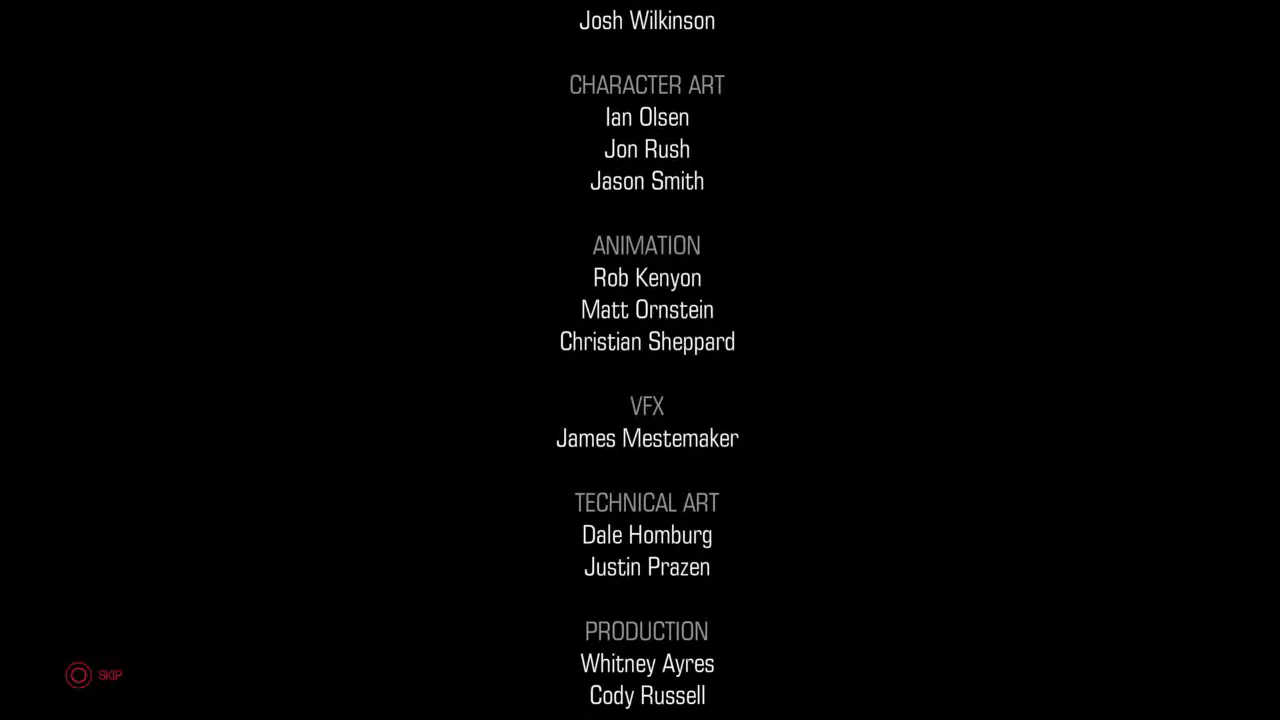 Josh Wilkinson
CHARACTER ART
Ian Olsen
Jon Rush
Jason Smith
ANIMATION
Rob Kenyon
Matt Ornstein
Christian Sheppard
VFX
James Mestemaker
TECHNICAL ART
Dale Homburg
Justin Prazen
PRODUCTION
Whitney Ayres
SKIP
Cody Russell